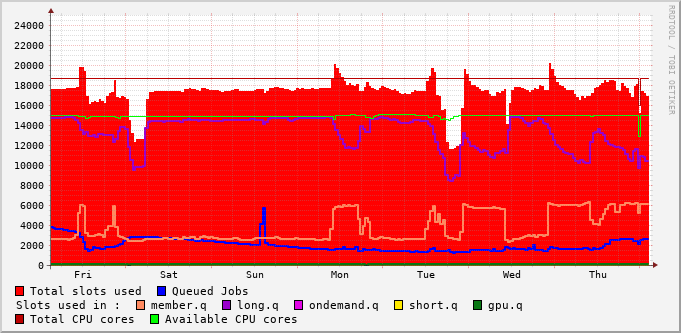 24000
22000
20000
18000
16000
14000
12000
10000
8000
6000
4000
2000
0
Fri Sat Sun Mon Tue Wed Thu
Total slots used Queued Jobs
Slots used in : member.q long.q ondemand.q short.q gpu.q
Total CPU cores Available CPU cores
RRDTOOL / TOBI OETIKER